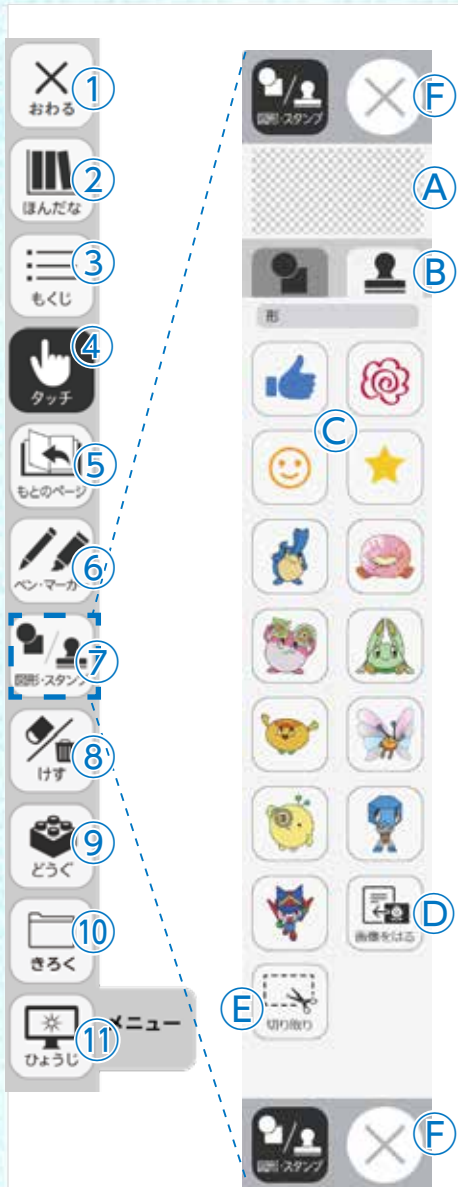 おわる
①
ほんだな
②
もくじ
③
タッチ
④
もとのページ
⑤
ペン・マーカー
⑥
図形・スタンプ
⑦
けす
⑧
どうぐ
⑨
きろく
⑩
ひょうじ
⑪
メニュー
図形・スタンプ
Ⓕ
Ⓐ
Ⓑ
形
Ⓒ
画像をはる
Ⓓ
Ⓔ
切り取り
図形・スタンプ
Ⓕ